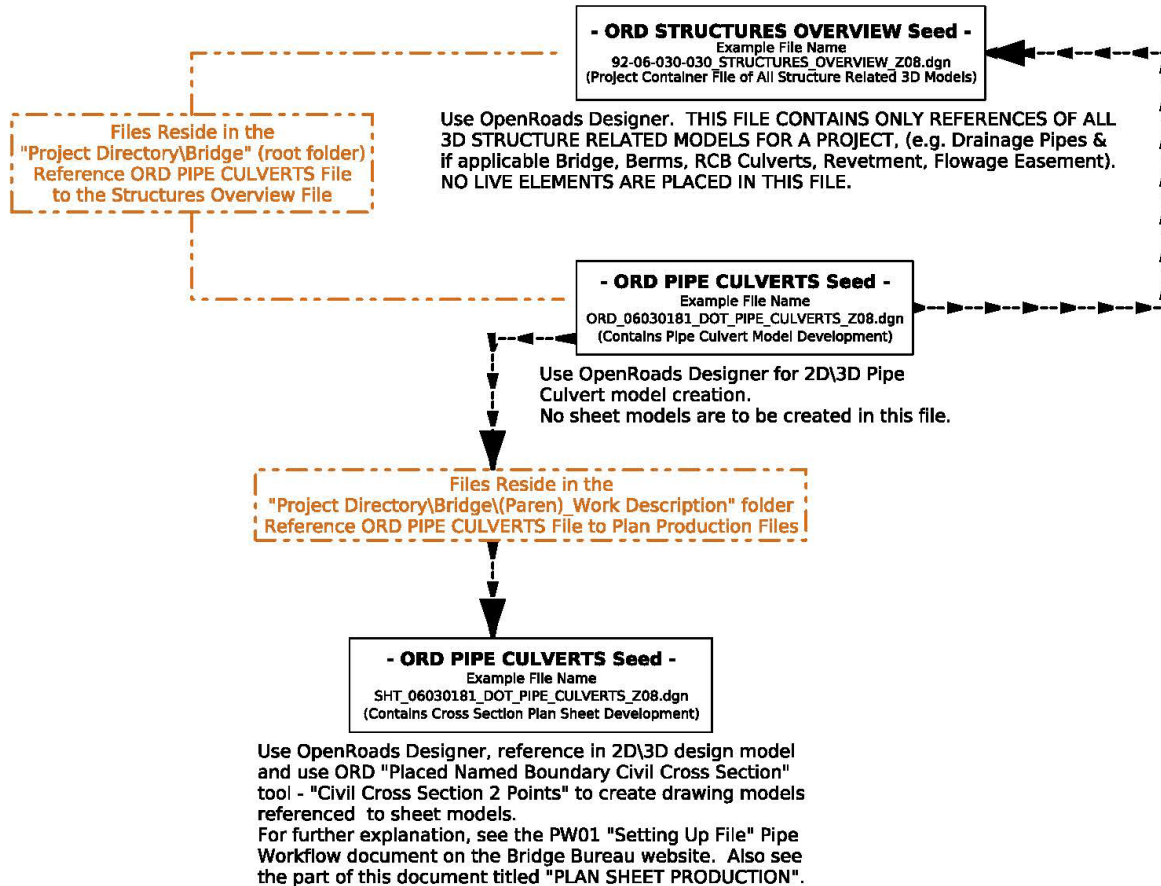 - ORD STRUCTURES OVERVIEW Seed -
Example File Name
92-06-030-030_STRUCTURES_OVERVIEW_Z08.dgn
(Project Container File of All Structure Related 3D Models)
Use OpenRoads Designer.  THIS FILE CONTAINS ONLY REFERENCES OF ALL
3D STRUCTURE RELATED MODELS FOR A PROJECT, (e.g. Drainage Pipes &
if applicable Bridge, Berms, RCB Culverts, Revetment, Flowage Easement).
NO LIVE ELEMENTS ARE PLACED IN THIS FILE.
Files Reside in the
"Project Directory\Bridge" (root folder)
Reference ORD PIPE CULVERTS File
to the Structures Overview File
- ORD PIPE CULVERTS Seed -
Example File Name
ORD_06030181_DOT_PIPE_CULVERTS_Z08.dgn
(Contains Pipe Culvert Model Development)
Use OpenRoads Designer for 2D\3D Pipe
Culvert model creation.
No sheet models are to be created in this file.
Files Reside in the
"Project Directory\Bridge\(Paren)_Work Description" folder
Reference ORD PIPE CULVERTS File to Plan Production Files
- ORD PIPE CULVERTS Seed -
Example File Name
SHT_06030181_DOT_PIPE_CULVERTS_Z08.dgn
(Contains Cross Section Plan Sheet Development)
Use OpenRoads Designer, reference in 2D\3D design model
and use ORD "Placed Named Boundary Civil Cross Section"
tool - "Civil Cross Section 2 Points" to create drawing models
referenced  to sheet models.
For further explanation, see the PW01 "Setting Up File" Pipe
Workflow document on the Bridge Bureau website.  Also see
the part of this document titled "PLAN SHEET PRODUCTION".